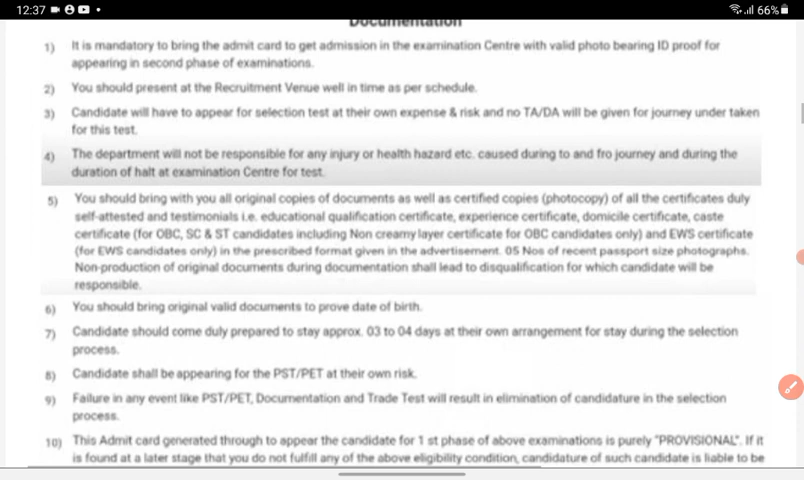 12:37
66%
Documentation
1) It is mandatory to bring the admit card to get admission in the examination Centre with valid photo bearing ID proof for
appearing in second phase of examinations.
2) You should present at the Recruitment Venue well in time as per schedule.
3) Candidate will have to appear for selection test at their own expense & risk and no TA/DA will be given for journey under taken
for this test.
4) The department will not be responsible for any injury or health hazard etc. caused during to and fro journey and during the
duration of halt at examination Centre for test.
5) You should bring with you all original copies of documents as well as certified copies (photocopy) of all the certificates duly
self-attested and testimonials i.e. educational qualification certificate, experience certificate, domicile certificate, caste
certificate (for OBC, SC & ST candidates including Non creamy layer certificate for OBC candidates only) and EWS certificate
(for EWS candidates only) in the prescribed format given in the advertisement. 05 Nos of recent passport size photographs.
Non-production of original documents during documentation shall lead to disqualification for which candidate will be
responsible.
6) You should bring original valid documents to prove date of birth.
7) Candidate should come duly prepared to stay approx. 03 to 04 days at their own arrangement for stay during the selection
process.
8) Candidate shall be appearing for the PST/PET at their own risk.
9) Failure in any event like PST/PET, Documentation and Trade Test will result in elimination of candidature in the selection
process.
10) This Admit card generated through to appear the candidate for 1 st phase of above examinations is purely "PROVISIONAL". If it
is found at a later stage that you do not fulfill any of the above eligibility condition, candidature of such candidate is liable to be